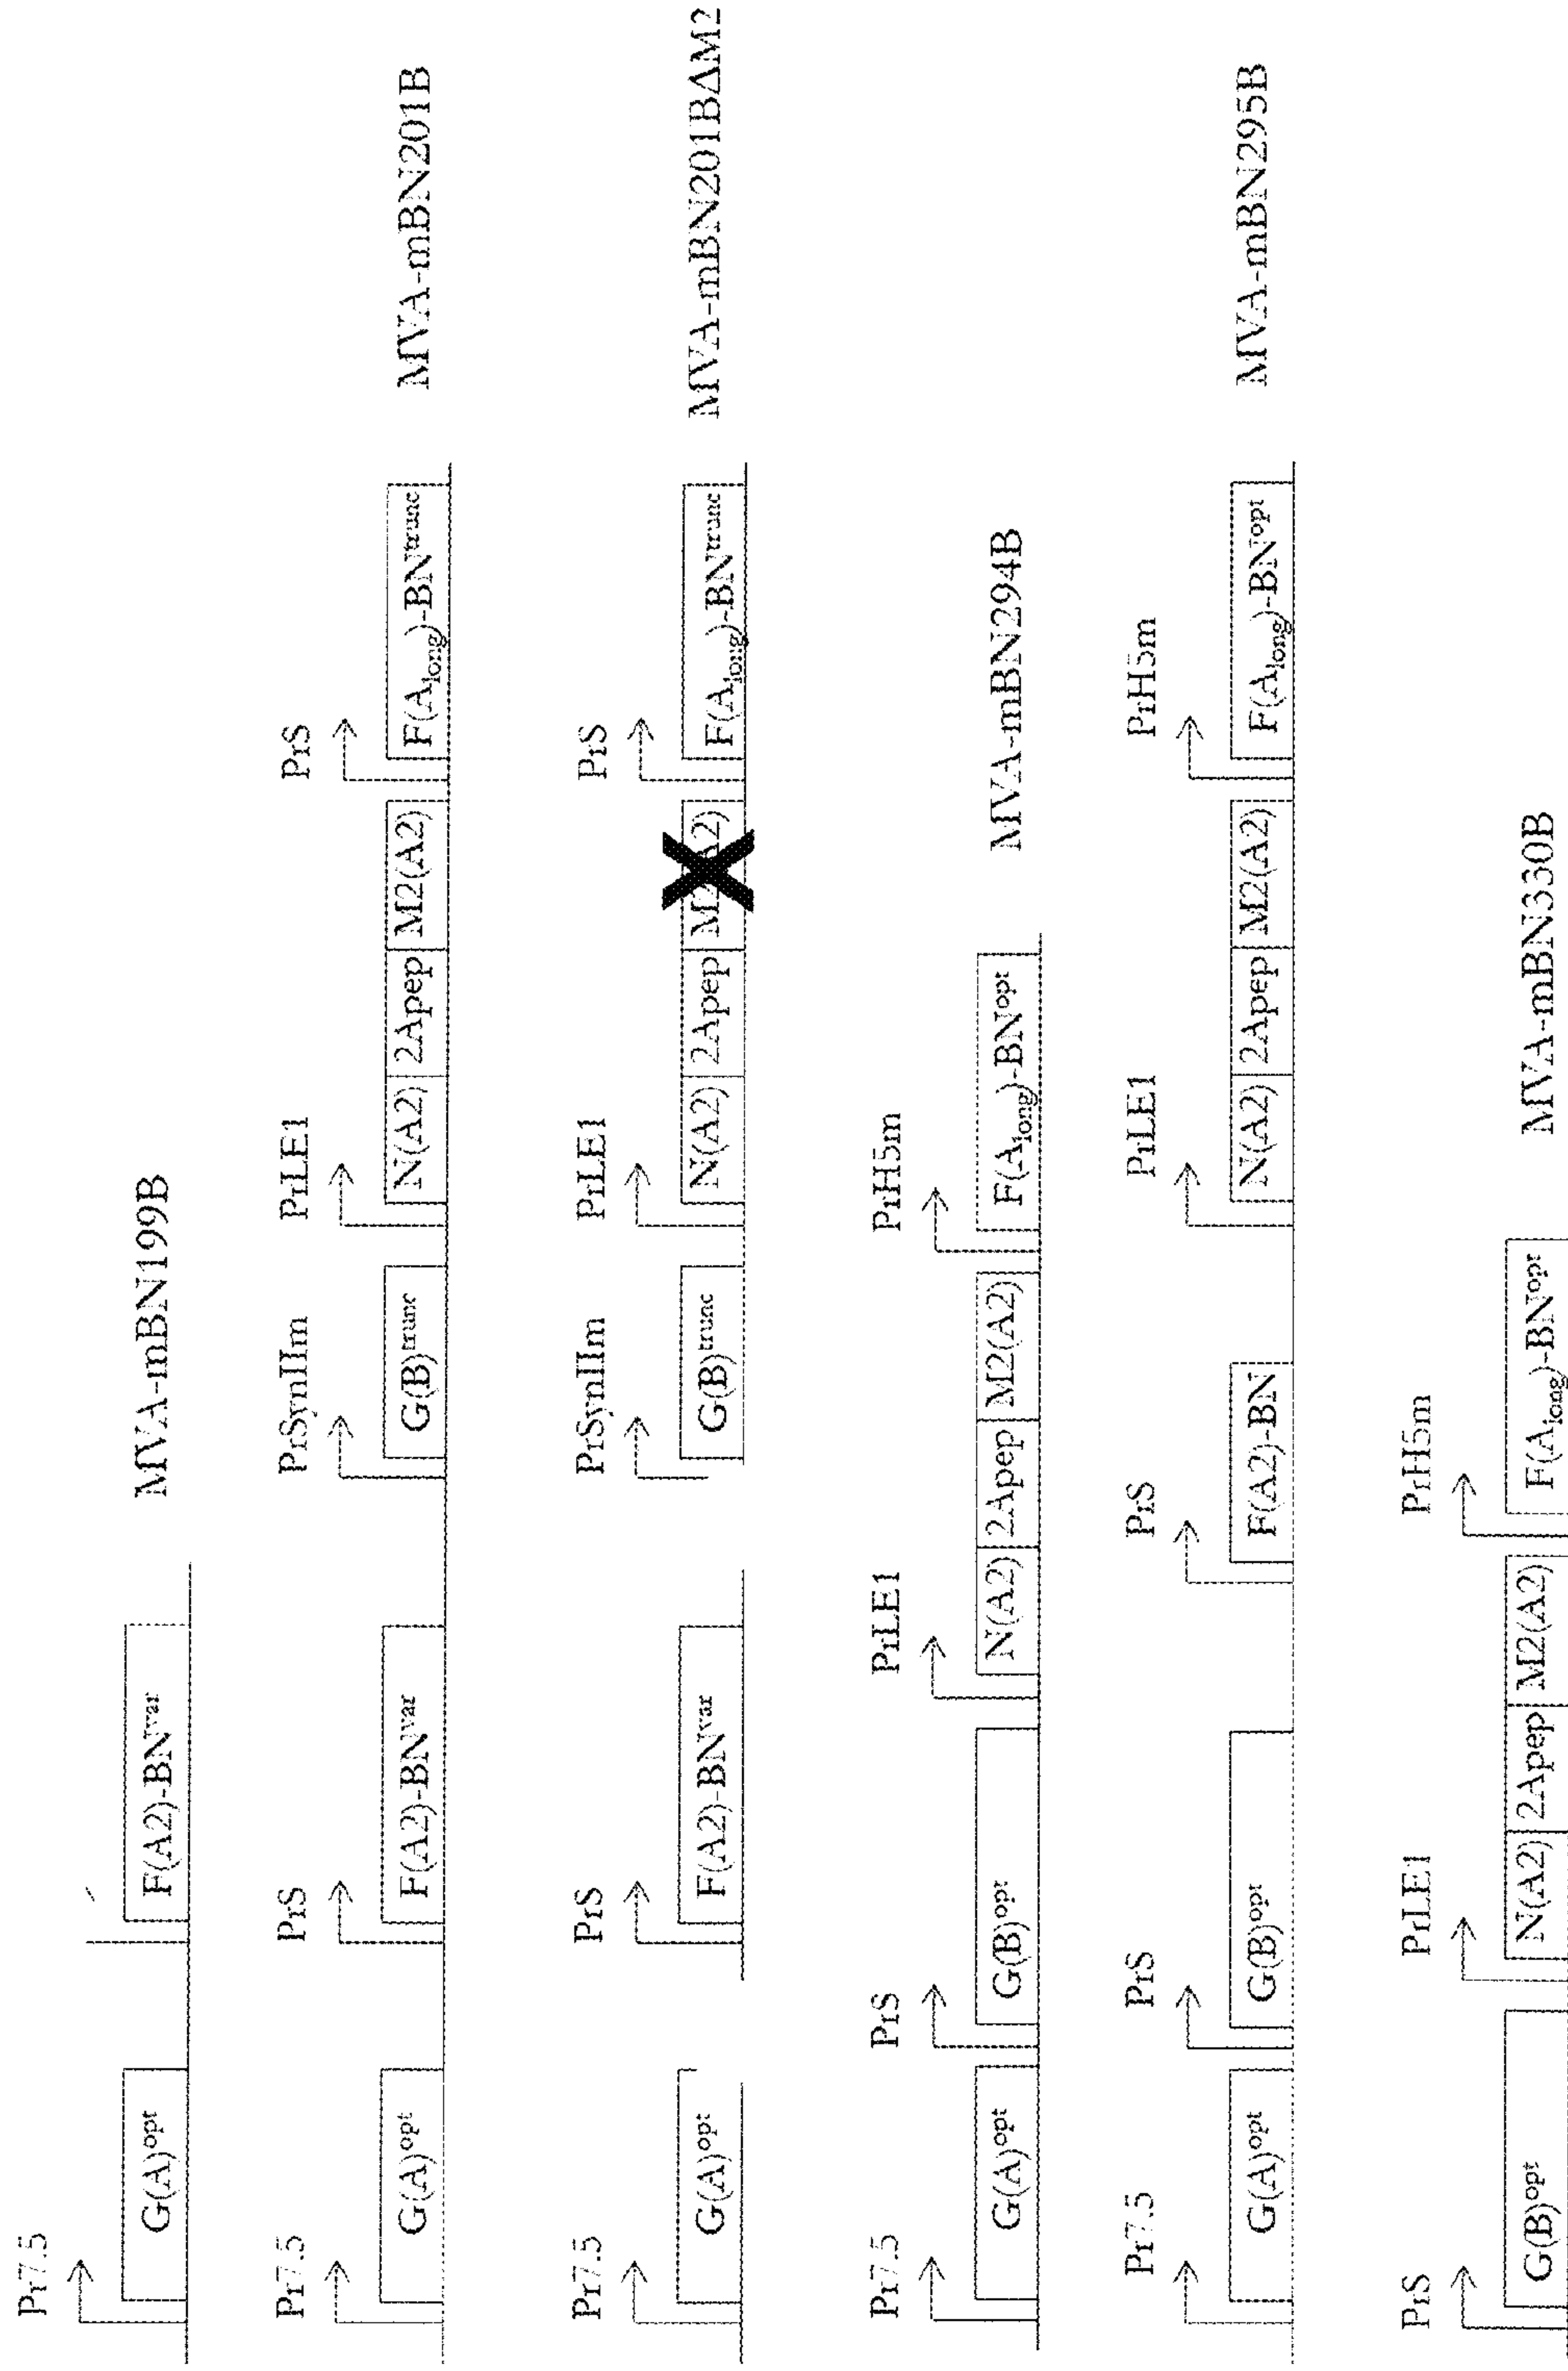 Pr7.5
G(A)opt F(A2)-BNvar MVA-mBN199B
Pr7.5 PrS PrSynIIm PrLE1 PrS
G(A)opt F(A2)-BNvar G(B)trunc N(A2) 2Apep M2(A2) F(Along)-BNtrunc MVA-mBN201B
Pr7.5 PrS PrSynIIm PrLE1 PrS
G(A)opt F(A2)-BNvar G(B)trunc N(A2) 2Apep M2(A2) F(Along)-BNtrunc MVA-mBN201BΔM2
Pr7.5 PrS PrLE1 PrH5m
G(A)opt G(B)opt N(A2) 2Apep M2(A2) F(Along)-BNopt MVA-mBN294B
Pr7.5 PrS PrS PrLE1 PrH5m
G(A)opt G(B)opt F(A2)-BN N(A2) 2Apep M2(A2) F(Along)-BNopt MVA-mBN295B
PrS PrLE1 PrH5m
G(B)opt N(A2) 2Apep M2(A2) F(Along)-BNopt MVA-mBN330B